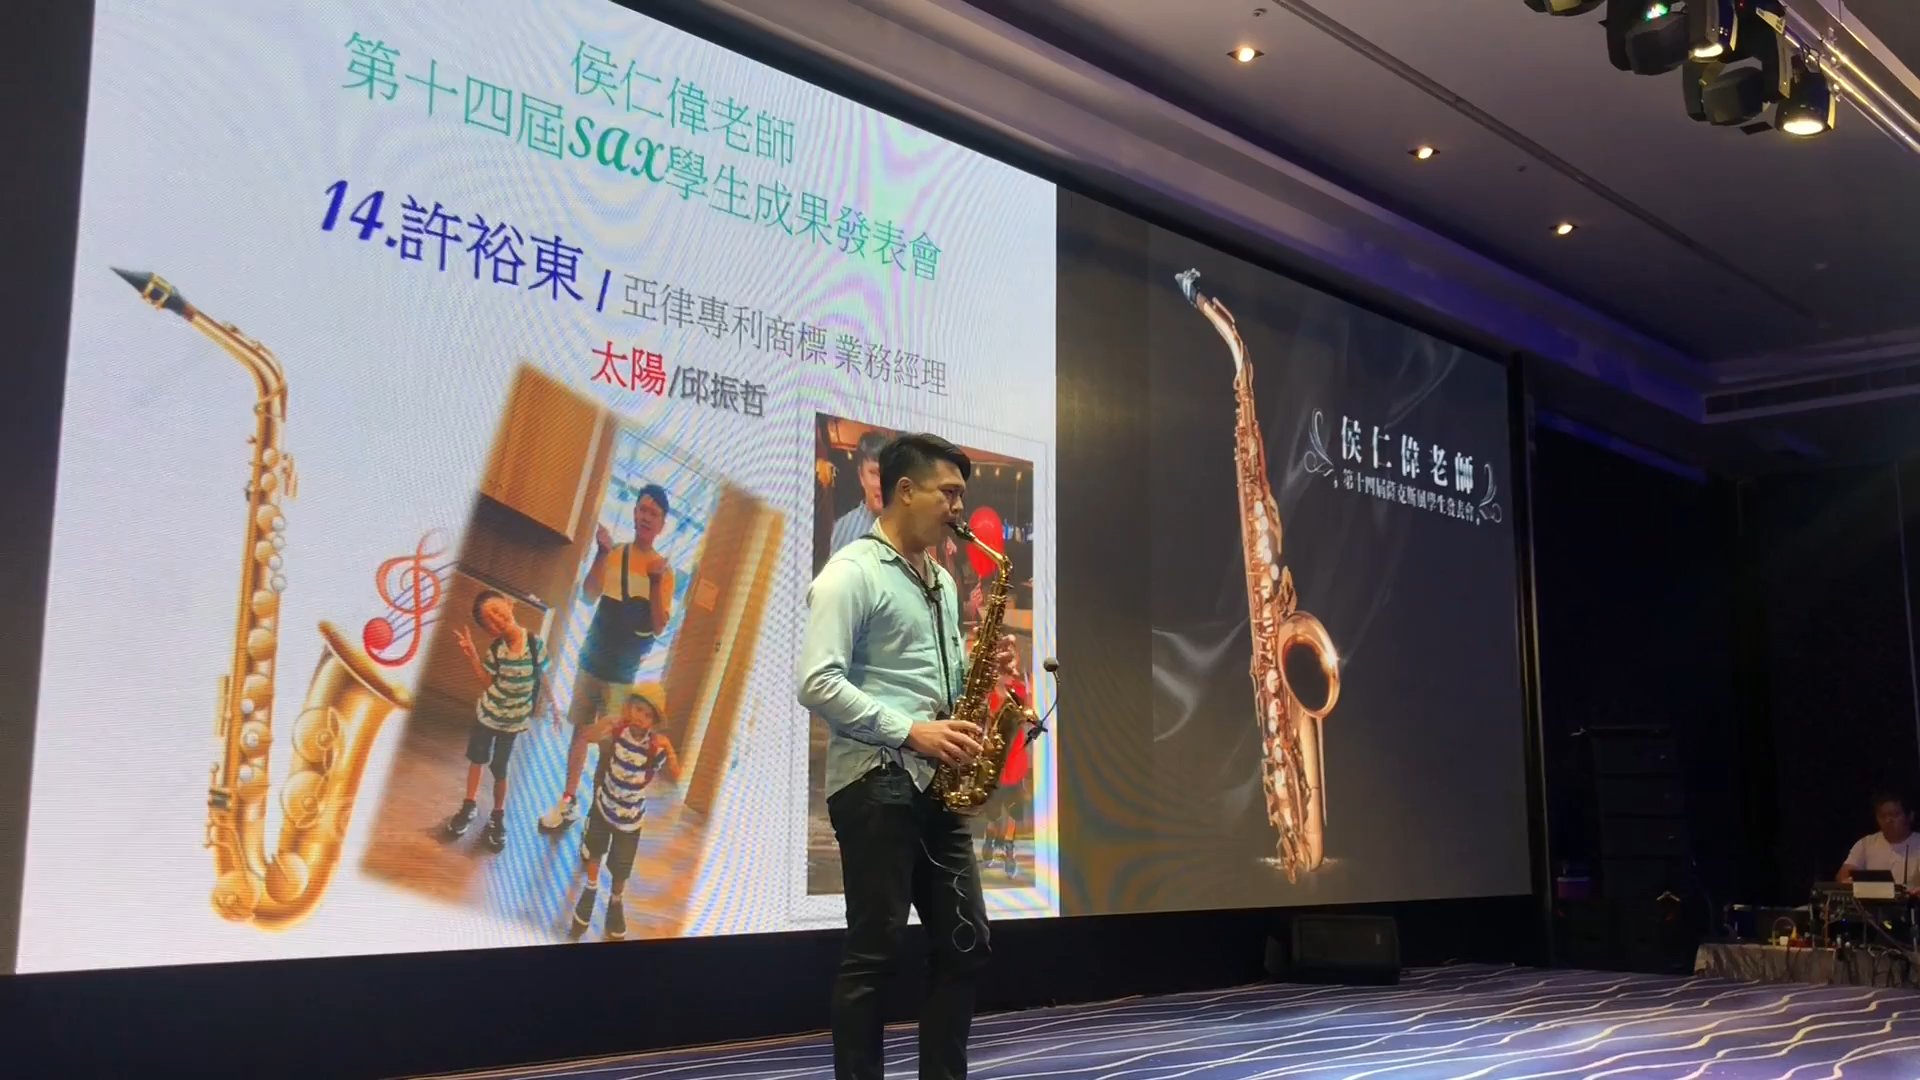 侯仁偉老師
第十四屆sax學生成果發表會
14.許裕東/亞律專利商標 業務經理
太陽/邱振哲
侯仁偉老師
第十四屆薩克斯風學生發表會